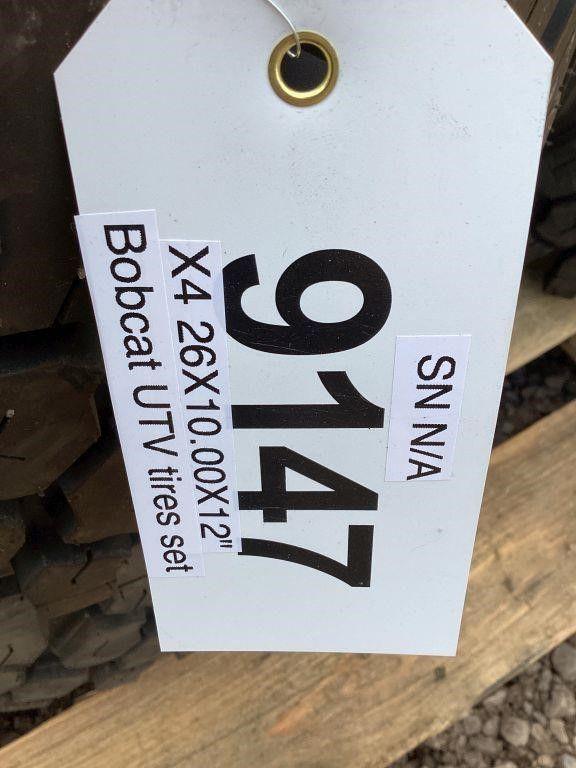 SN N/A
9147
X4 26X10.00X12"
Bobcat UTV tires set